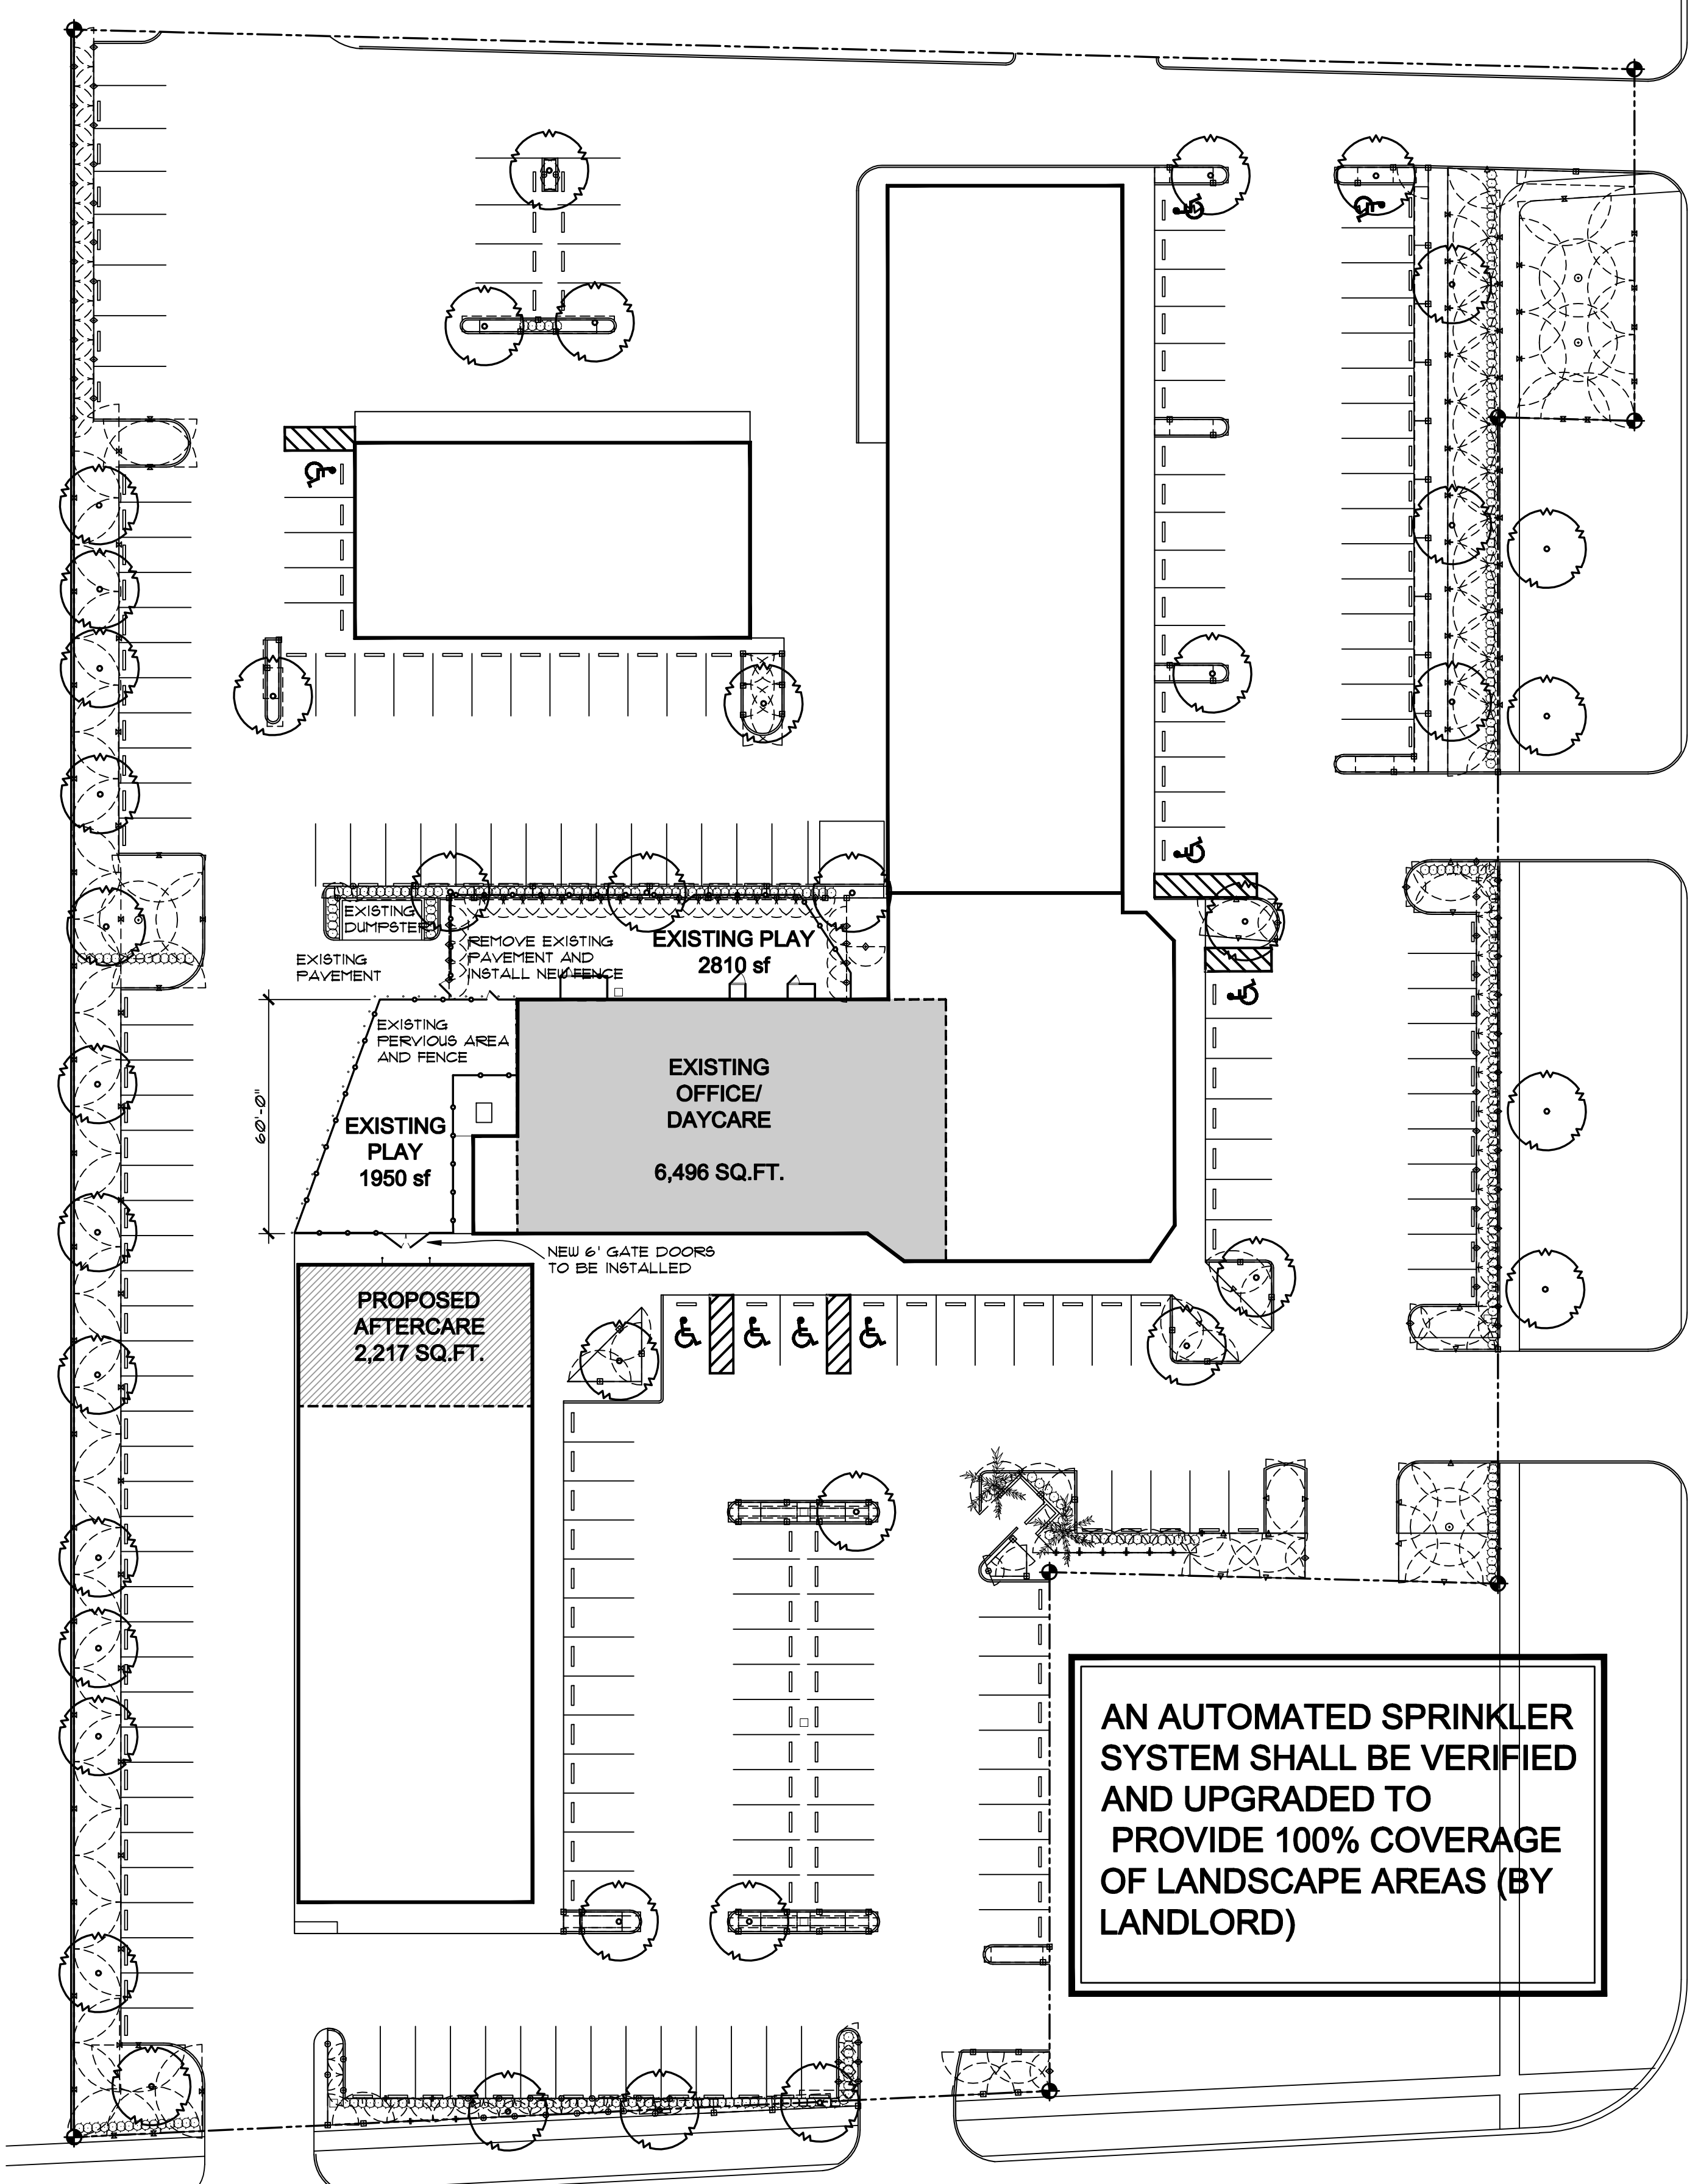 EXISTING
DUMPSTER
REMOVE EXISTING
PAVEMENT AND
INSTALL NEW FENCE
EXISTING PLAY
2810 sf
EXISTING
PAVEMENT
EXISTING
PERVIOUS AREA
AND FENCE
60'-0"
EXISTING
PLAY
1950 sf
EXISTING
OFFICE/
DAYCARE
6,496 SQ.FT.
NEW 6' GATE DOORS
TO BE INSTALLED
PROPOSED
AFTERCARE
2,217 SQ.FT.
AN AUTOMATED SPRINKLER
SYSTEM SHALL BE VERIFIED
AND UPGRADED TO
PROVIDE 100% COVERAGE
OF LANDSCAPE AREAS (BY
LANDLORD)